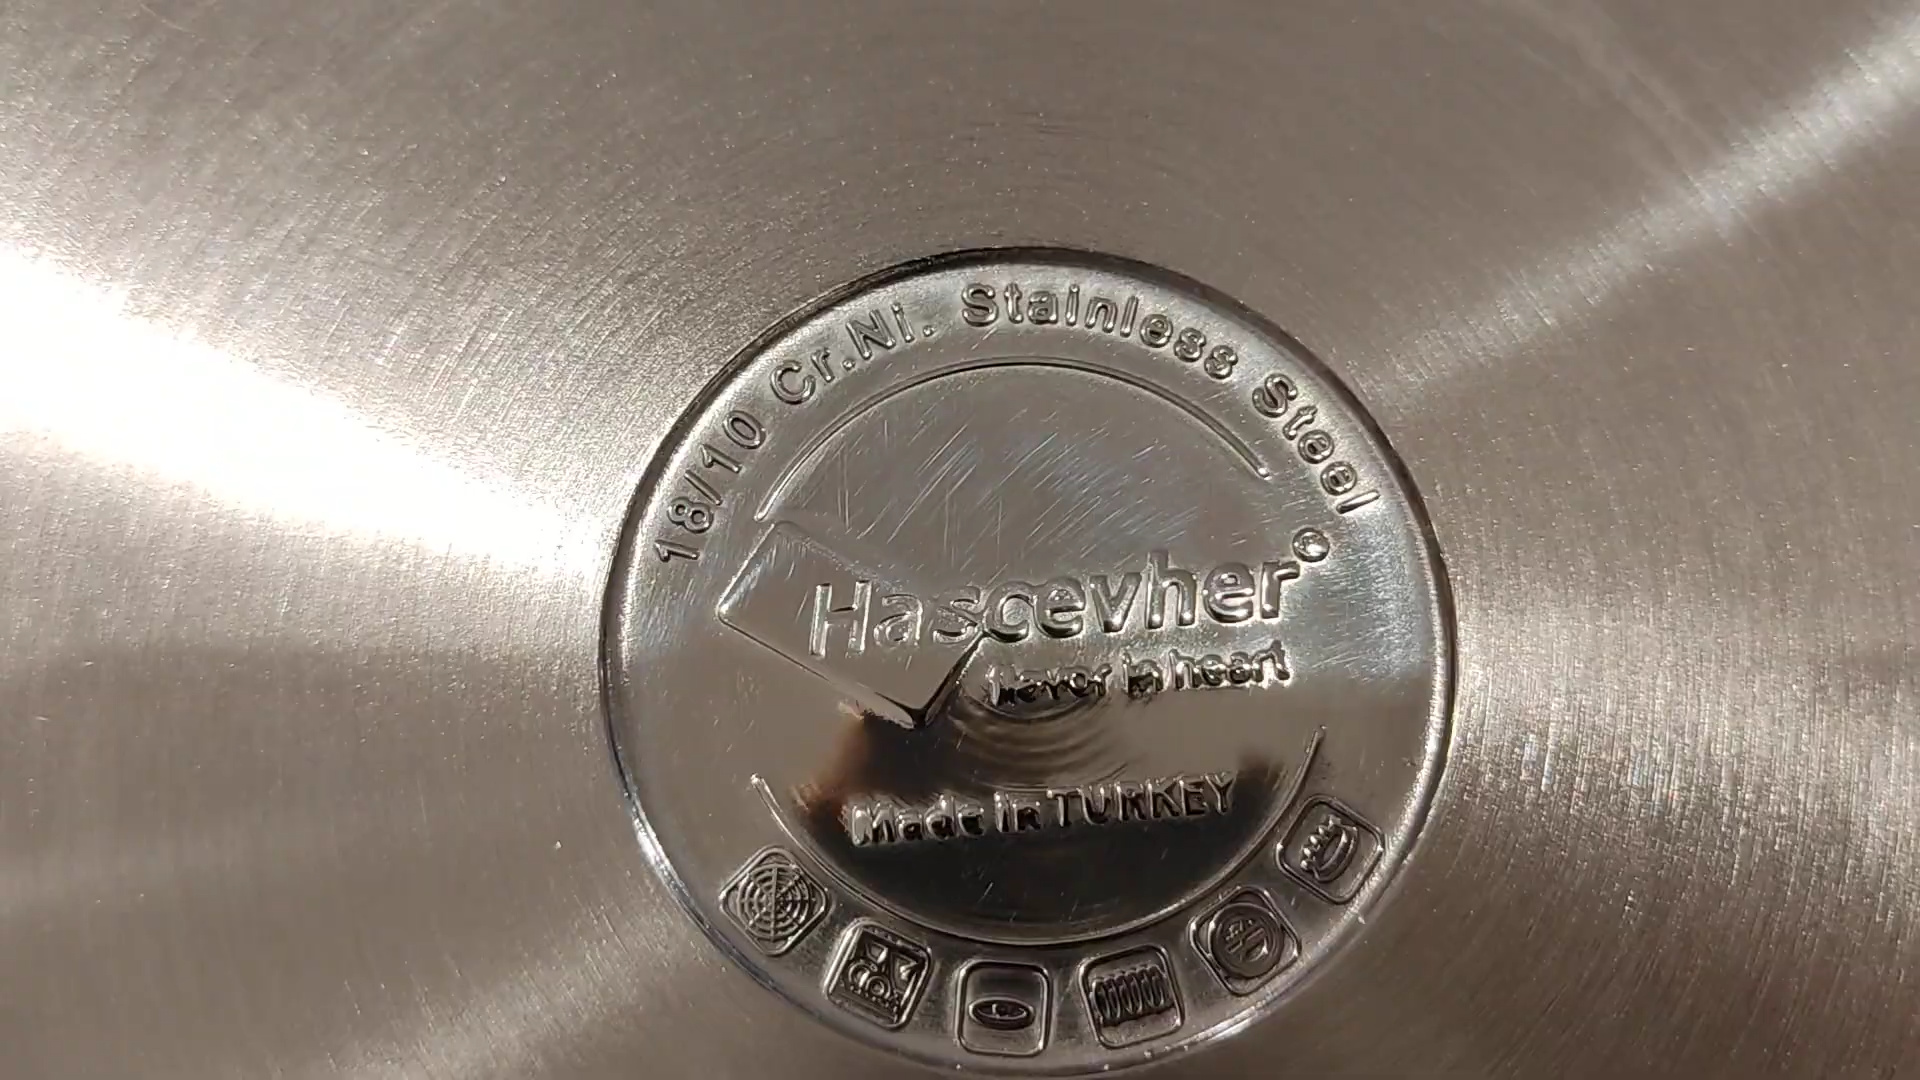 18/10 Cr.Ni. Stainless Steel
Hascevher
flavor in heart
Made in TURKEY